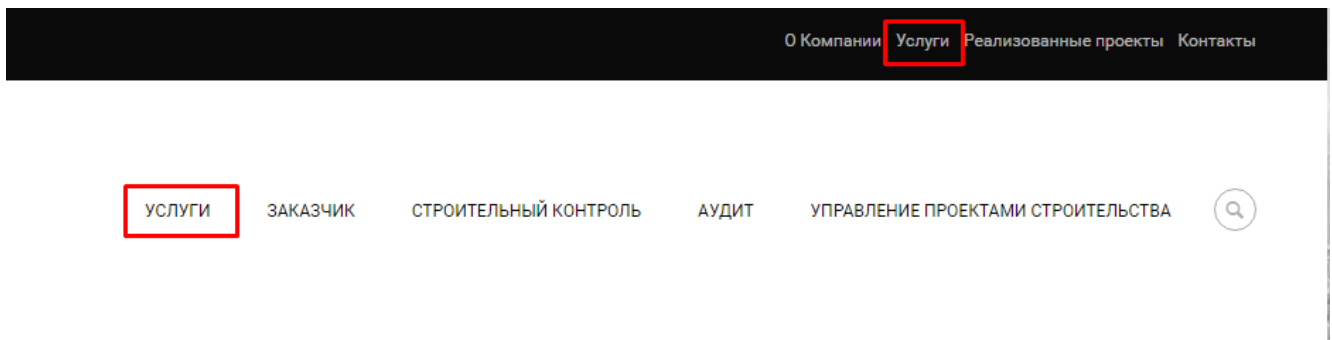 О Компании Услуги Реализованные проекты Контакты
УСЛУГИ ЗАКАЗЧИК СТРОИТЕЛЬНЫЙ КОНТРОЛЬ АУДИТ УПРАВЛЕНИЕ ПРОЕКТАМИ СТРОИТЕЛЬСТВА